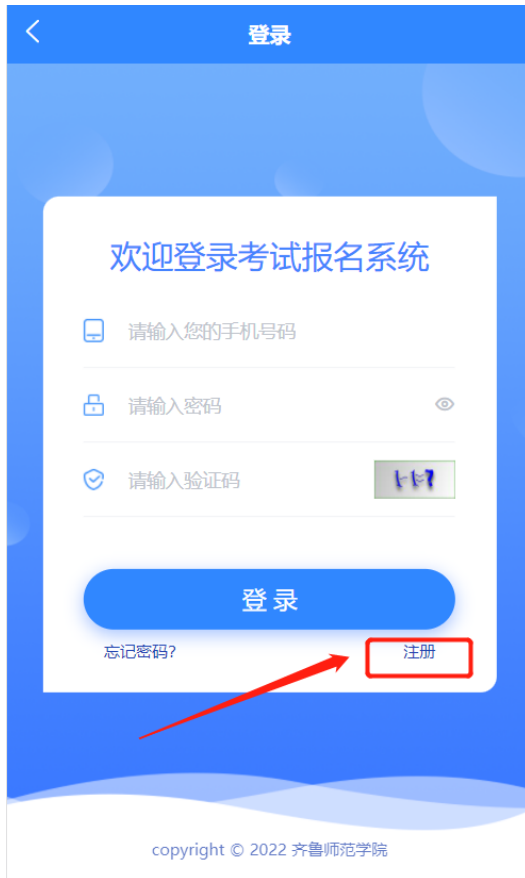 登录
欢迎登录考试报名系统
请输入您的手机号码
请输入密码
请输入验证码
登录
忘记密码?
注册
copyright © 2022 齐鲁师范学院